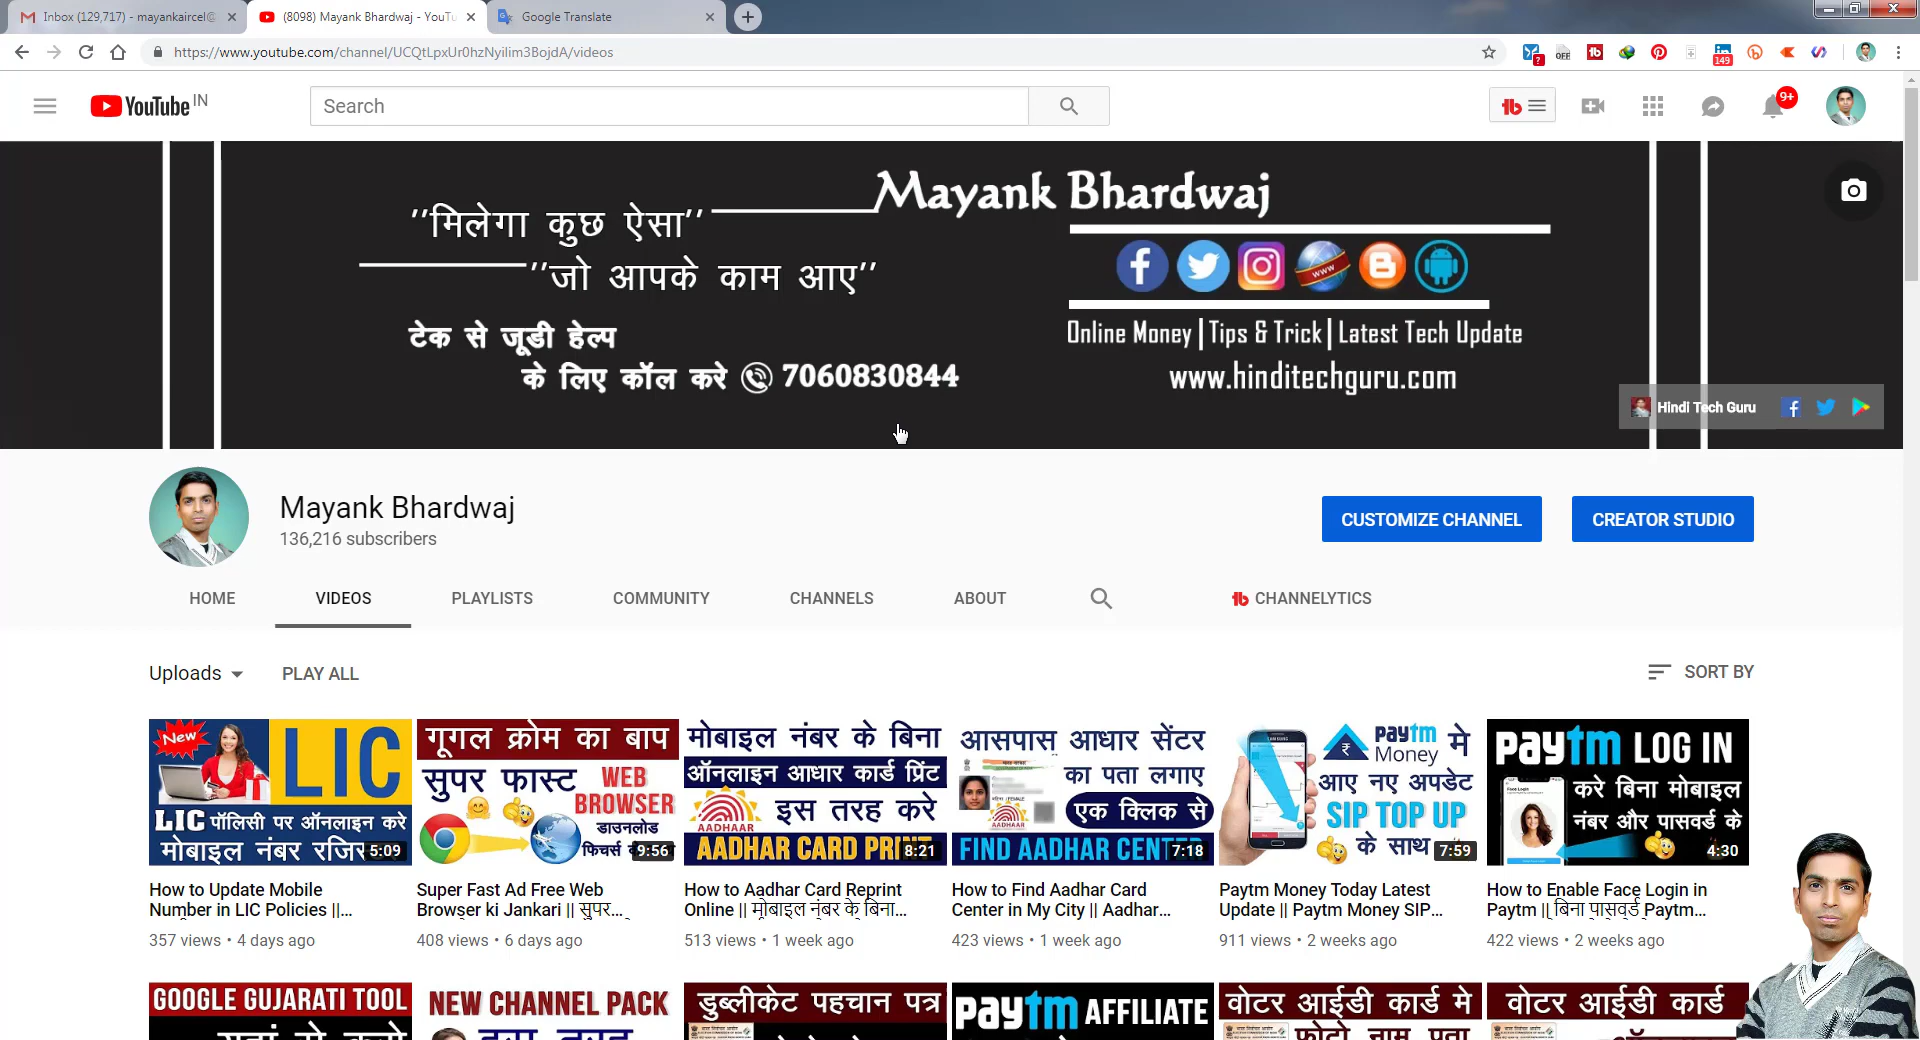 Inbox (129,717) - mayankaircel@
(8098) Mayank Bhardwaj - YouTu
Google Translate
https://www.youtube.com/channel/UCQtLpxUr0hzNyilim3BojdA/videos
?
OFF
149
YouTube IN
Search
9+
Mayank Bhardwaj
''मिलेगा कुछ ऐसा''
''जो आपके काम आए''
टेक से जूडी हेल्प
के लिए कॉल करे 7060830844
www
Online Money | Tips & Trick | Latest Tech Update
www.hinditechguru.com
Hindi Tech Guru
Mayank Bhardwaj
136,216 subscribers
CUSTOMIZE CHANNEL
CREATOR STUDIO
HOME
VIDEOS
PLAYLISTS
COMMUNITY
CHANNELS
ABOUT
CHANNELYTICS
Uploads
PLAY ALL
SORT BY
New
LIC
LIC पॉलिसी पर ऑनलाइन करे
मोबाइल नंबर रजि
5:09
How to Update Mobile
Number in LIC Policies ||...
357 views • 4 days ago
गूगल क्रोम का बाप
सुपर फास्ट
WEB
BROWSER
डाउनलोड
फिचर्स
9:56
Super Fast Ad Free Web
Browser ki Jankari || सुपर...
408 views • 6 days ago
मोबाइल नंबर के बिना
ऑनलाइन आधार कार्ड प्रिंट
इस तरह करे
AADHAAR
AADHAR CARD PRI
8:21
How to Aadhar Card Reprint
Online || मोबाइल नंबर के बिना...
513 views • 1 week ago
आसपास आधार सेंटर
का पता लगाए
एक क्लिक से
AADHAAR
FIND AADHAR CENT
7:18
How to Find Aadhar Card
Center in My City || Aadhar...
423 views • 1 week ago
paytm Money मे
आए नए अपडेट
SIP TOP UP
के साथ
7:59
Paytm Money Today Latest
Update || Paytm Money SIP...
911 views • 2 weeks ago
paytm LOG IN
Face Login
करे बिना मोबाइल
नंबर और पासवर्ड के
4:30
How to Enable Face Login in
Paytm || बिना पासवर्ड Paytm...
422 views • 2 weeks ago
GOOGLE GUJARATI TOOL
NEW CHANNEL PACK
डुब्लीकेट पहचान पत्र
paytm AFFILIATE
वोटर आईडी कार्ड मे
फोटो नाम पता
वोटर आईडी कार्ड